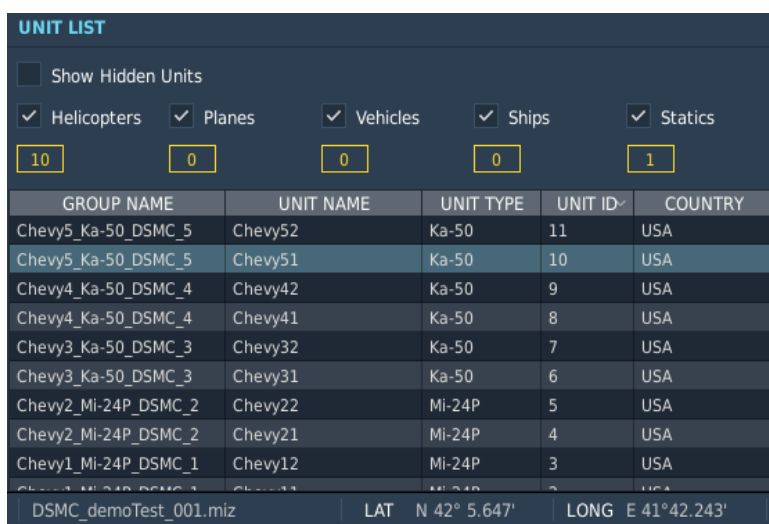 UNIT LIST
Show Hidden Units
Helicopters Planes Vehicles Ships Statics
10 0 0 0 1
GROUP NAME UNIT NAME UNIT TYPE UNIT ID COUNTRY
Chevy5_Ka-50_DSMC_5 Chevy52 Ka-50 11 USA
Chevy5_Ka-50_DSMC_5 Chevy51 Ka-50 10 USA
Chevy4_Ka-50_DSMC_4 Chevy42 Ka-50 9 USA
Chevy4_Ka-50_DSMC_4 Chevy41 Ka-50 8 USA
Chevy3_Ka-50_DSMC_3 Chevy32 Ka-50 7 USA
Chevy3_Ka-50_DSMC_3 Chevy31 Ka-50 6 USA
Chevy2_Mi-24P_DSMC_2 Chevy22 Mi-24P 5 USA
Chevy2_Mi-24P_DSMC_2 Chevy21 Mi-24P 4 USA
Chevy1_Mi-24P_DSMC_1 Chevy12 Mi-24P 3 USA
DSMC_demoTest_001.miz LAT N 42° 5.647' LONG E 41°42.243'